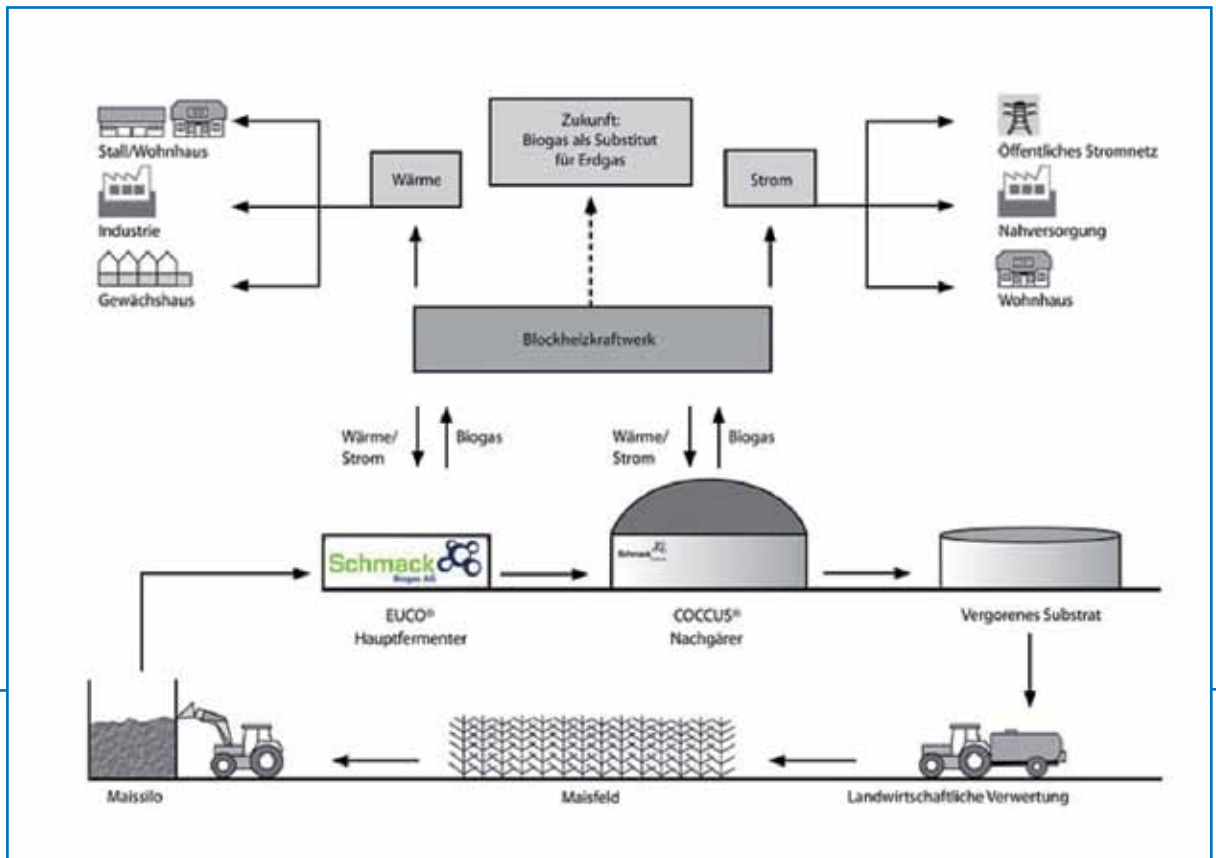 Zukunft:
Biogas als Substitut
für Erdgas
Stall/Wohnhaus
Wärme
Strom
Öffentliches Stromnetz
Industrie
Nahversorgung
Gewächshaus
Wohnhaus
Blockheizkraftwerk
Wärme/
Strom
Biogas
Wärme/
Strom
Biogas
Schmack
Biogas AG
Schmack
EUCO®
Hauptfermenter
COCCUS®
Nachgärer
Vergorenes Substrat
Maissilo
Maisfeld
Landwirtschaftliche Verwertung